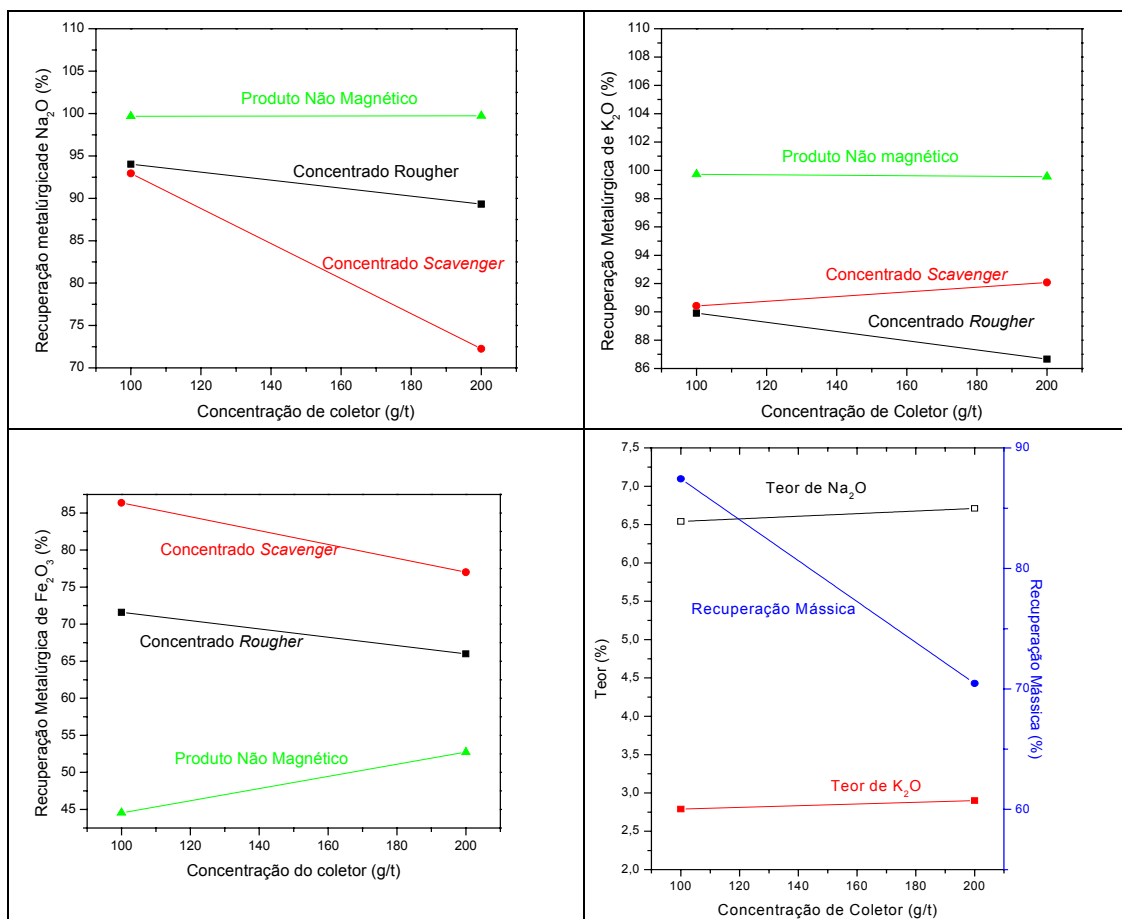 110
105
100
95
90
85
80
75
70
Recuperação metalúrgicade Na₂O (%)
Produto Não Magnético
Concentrado Rougher
Concentrado Scavenger
100 120 140 160 180 200
Concentração de coletor (g/t)
110
108
106
104
102
100
98
96
94
92
90
88
86
Recuperação Metalúrgica de K₂O (%)
Produto Não magnético
Concentrado Scavenger
Concentrado Rougher
100 120 140 160 180 200
Concentração de Coletor (g/t)
85
80
75
70
65
60
55
50
45
Recuperação Metalúrgica de Fe₂O₃ (%)
Concentrado Scavenger
Concentrado Rougher
Produto Não Magnético
100 120 140 160 180 200
Concentração do coletor (g/t)
7,5
7,0
6,5
6,0
5,5
5,0
4,5
4,0
3,5
3,0
2,5
2,0
Teor (%)
Teor de Na₂O
Recuperação Mássica
Teor de K₂O
90
80
70
60
Recuperação Mássica (%)
100 120 140 160 180 200
Concentração de Coletor (g/t)